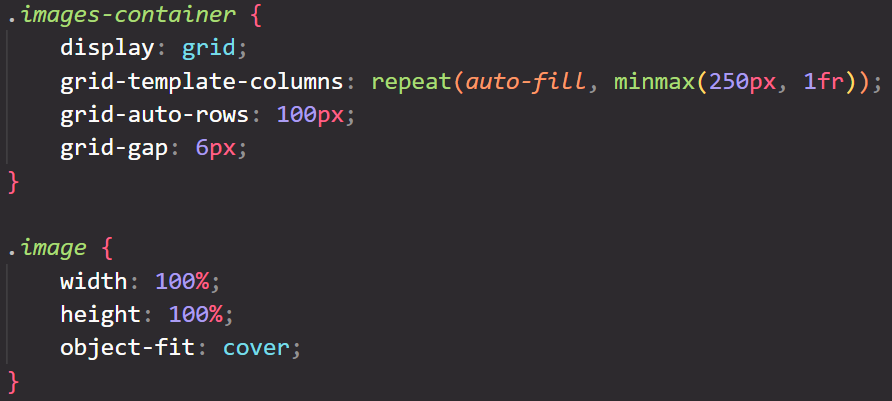 .images-container {
    display: grid;
    grid-template-columns: repeat(auto-fill, minmax(250px, 1fr));
    grid-auto-rows: 100px;
    grid-gap: 6px;
}

.image {
    width: 100%;
    height: 100%;
    object-fit: cover;
}